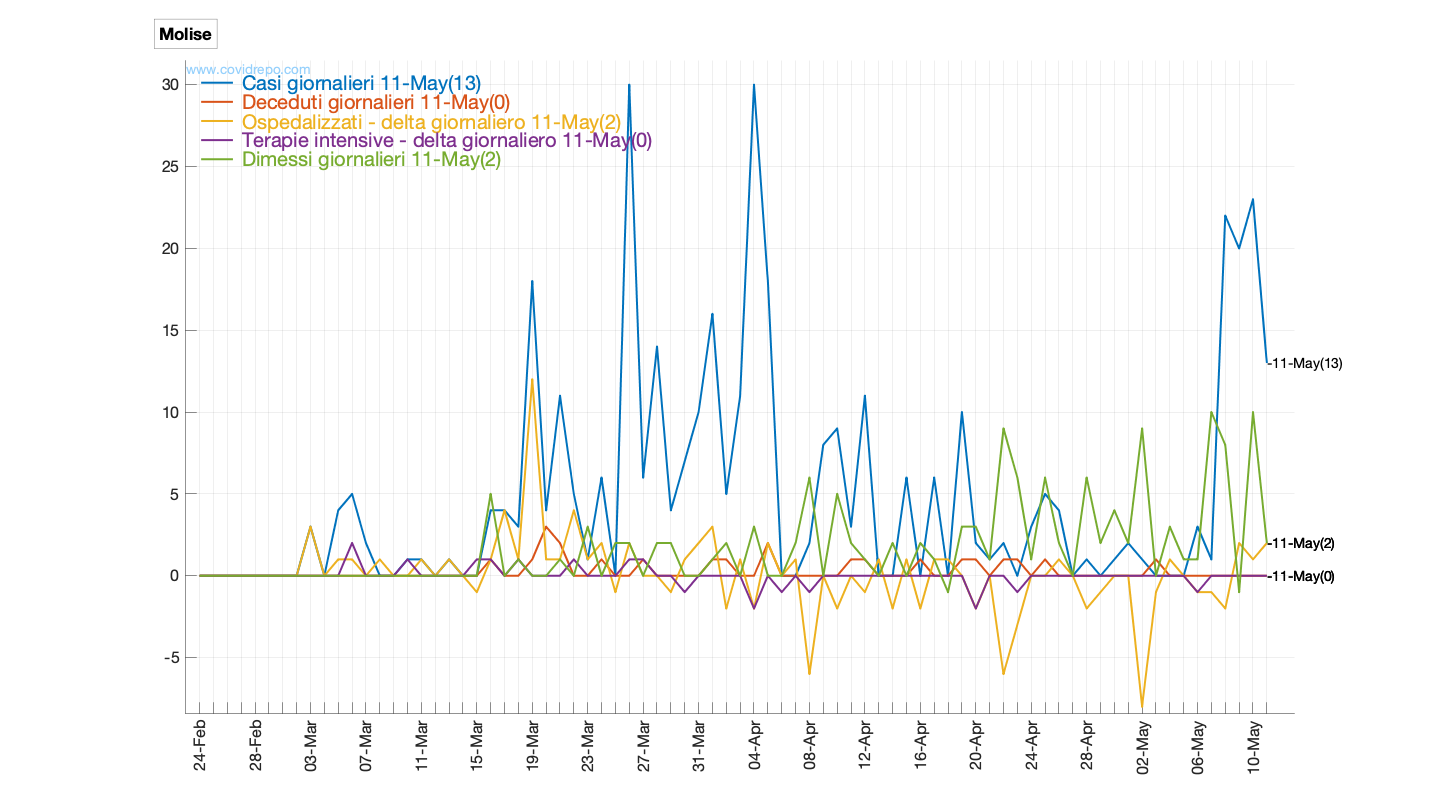 Molise
www.covidrepo.com
Casi giornalieri 11-May(13)
Deceduti giornalieri 11-May(0)
Ospedalizzati - delta giornaliero 11-May(2)
Terapie intensive - delta giornaliero 11-May(0)
Dimessi giornalieri 11-May(2)
30
25
20
15
10
5
0
-5
-11-May(13)
-11-May(2)
-11-May(0)
24-Feb
28-Feb
03-Mar
07-Mar
11-Mar
15-Mar
19-Mar
23-Mar
27-Mar
31-Mar
04-Apr
08-Apr
12-Apr
16-Apr
20-Apr
24-Apr
28-Apr
02-May
06-May
10-May